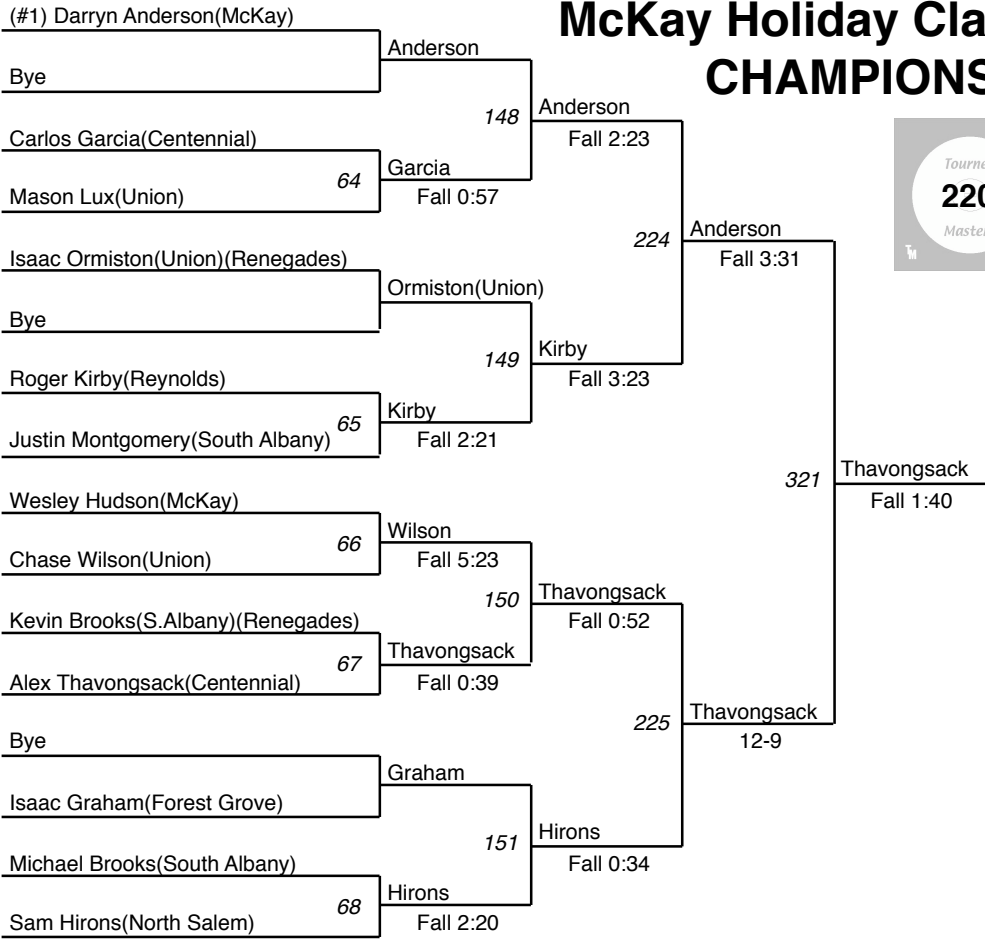 (#1) Darryn Anderson(McKay)
McKay Holiday Cla
CHAMPIONS
Anderson
Bye
148
Anderson
Fall 2:23
Carlos Garcia(Centennial)
64
Garcia
Fall 0:57
Mason Lux(Union)
Tourne
220
Maste
TM
224
Anderson
Fall 3:31
Isaac Ormiston(Union)(Renegades)
Ormiston(Union)
Bye
149
Kirby
Fall 3:23
Roger Kirby(Reynolds)
65
Kirby
Fall 2:21
Justin Montgomery(South Albany)
321
Thavongsack
Fall 1:40
Wesley Hudson(McKay)
66
Wilson
Fall 5:23
Chase Wilson(Union)
150
Thavongsack
Fall 0:52
Kevin Brooks(S.Albany)(Renegades)
67
Thavongsack
Fall 0:39
Alex Thavongsack(Centennial)
225
Thavongsack
12-9
Bye
Graham
Isaac Graham(Forest Grove)
151
Hirons
Fall 0:34
Michael Brooks(South Albany)
68
Hirons
Fall 2:20
Sam Hirons(North Salem)